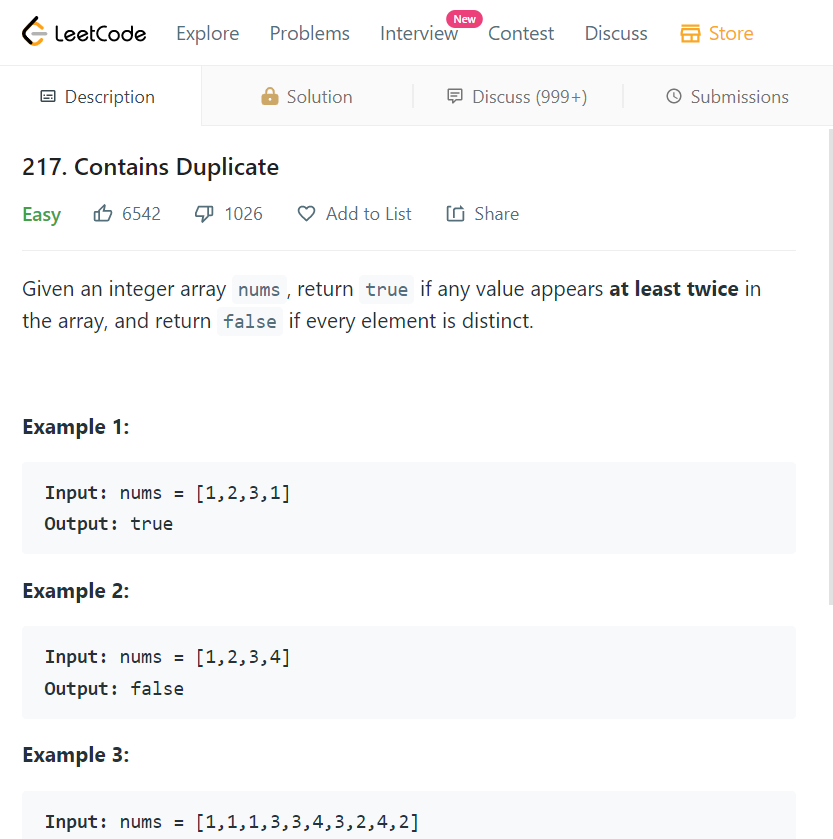 LeetCode Explore Problems Interview New Contest Discuss Store
Description Solution Discuss (999+) Submissions
217. Contains Duplicate
Easy 6542 1026 Add to List Share
Given an integer array nums, return true if any value appears at least twice in
the array, and return false if every element is distinct.
Example 1:
Input: nums = [1,2,3,1]
Output: true
Example 2:
Input: nums = [1,2,3,4]
Output: false
Example 3:
Input: nums = [1,1,1,3,3,4,3,2,4,2]